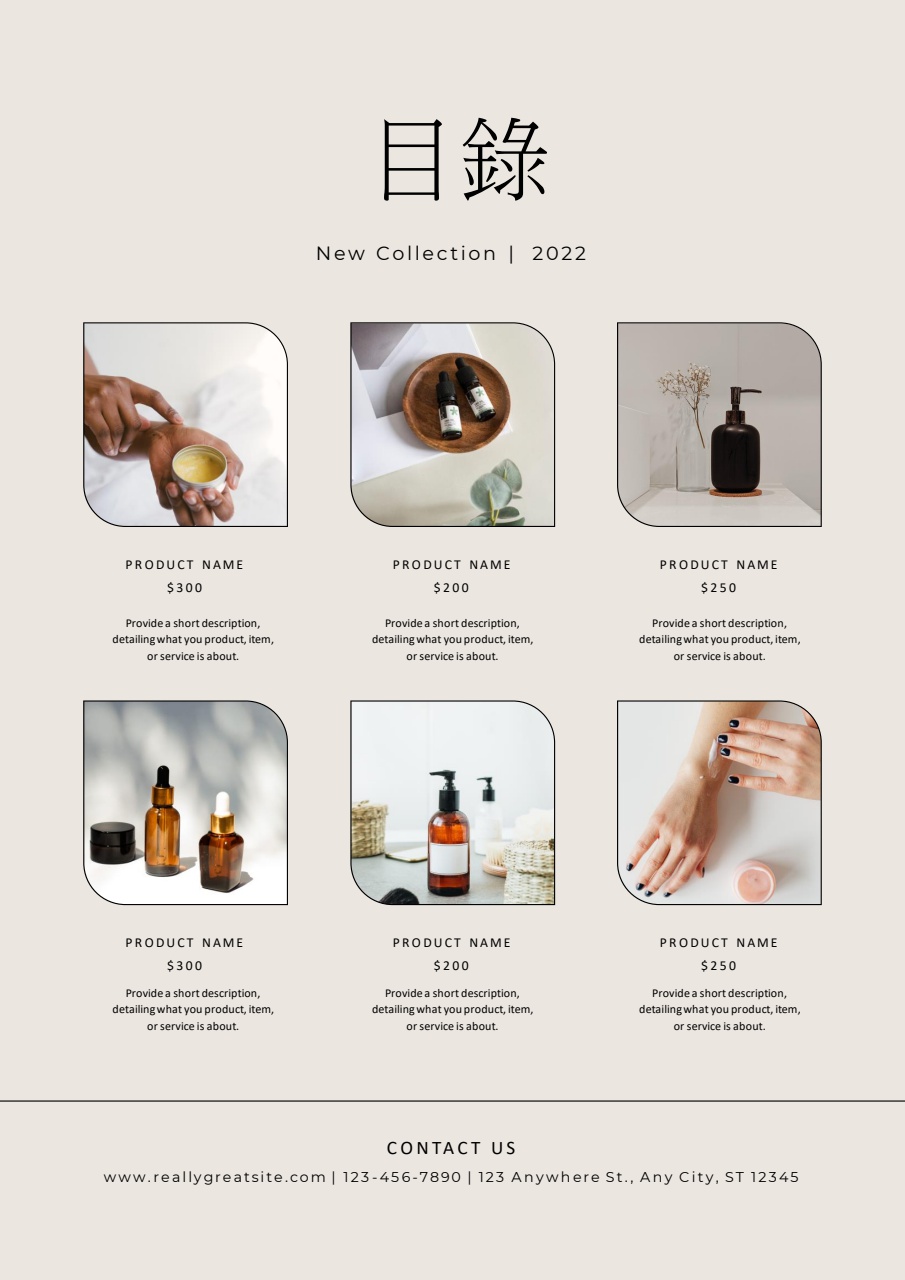 目錄
New Collection | 2022
PRODUCT NAME
$300
Provide a short description,
detailing what you product, item,
or service is about.
PRODUCT NAME
$200
Provide a short description,
detailing what you product, item,
or service is about.
PRODUCT NAME
$250
Provide a short description,
detailing what you product, item,
or service is about.
PRODUCT NAME
$300
Provide a short description,
detailing what you product, item,
or service is about.
PRODUCT NAME
$200
Provide a short description,
detailing what you product, item,
or service is about.
PRODUCT NAME
$250
Provide a short description,
detailing what you product, item,
or service is about.
CONTACT US
www.reallygreatsite.com | 123-456-7890 | 123 Anywhere St., Any City, ST 12345